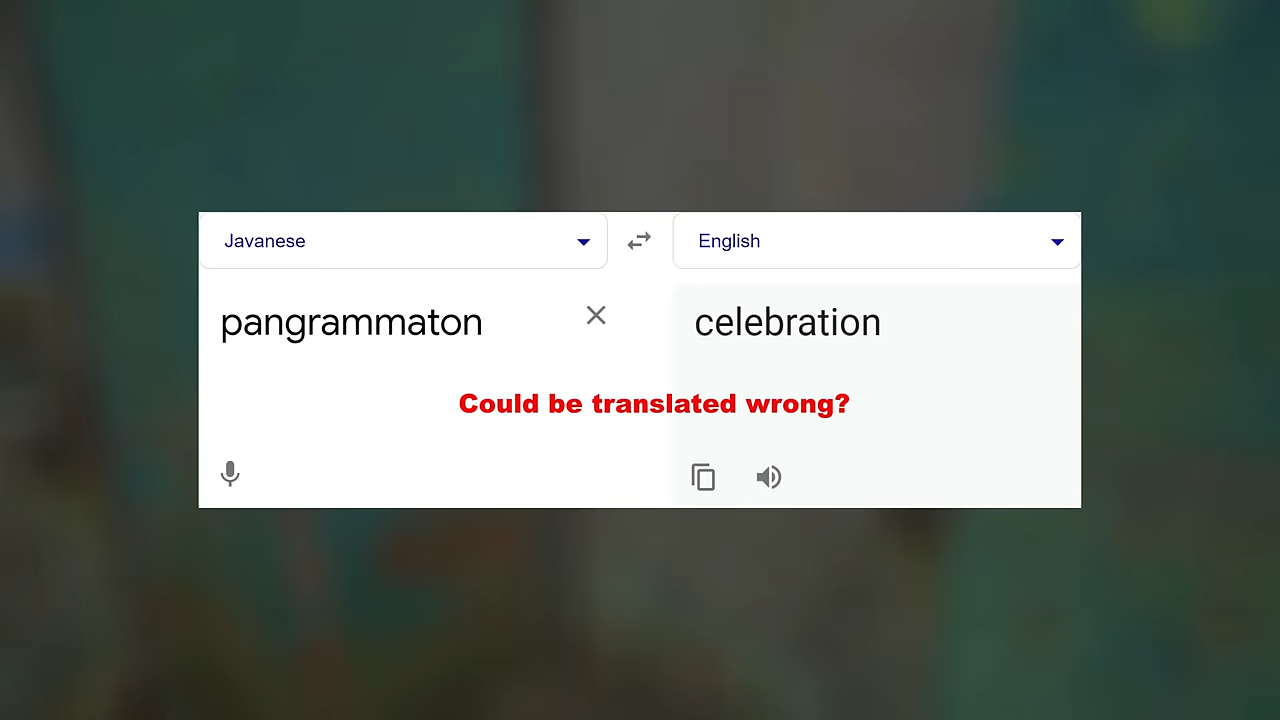 Javanese
English
pangrammaton
celebration
Could be translated wrong?